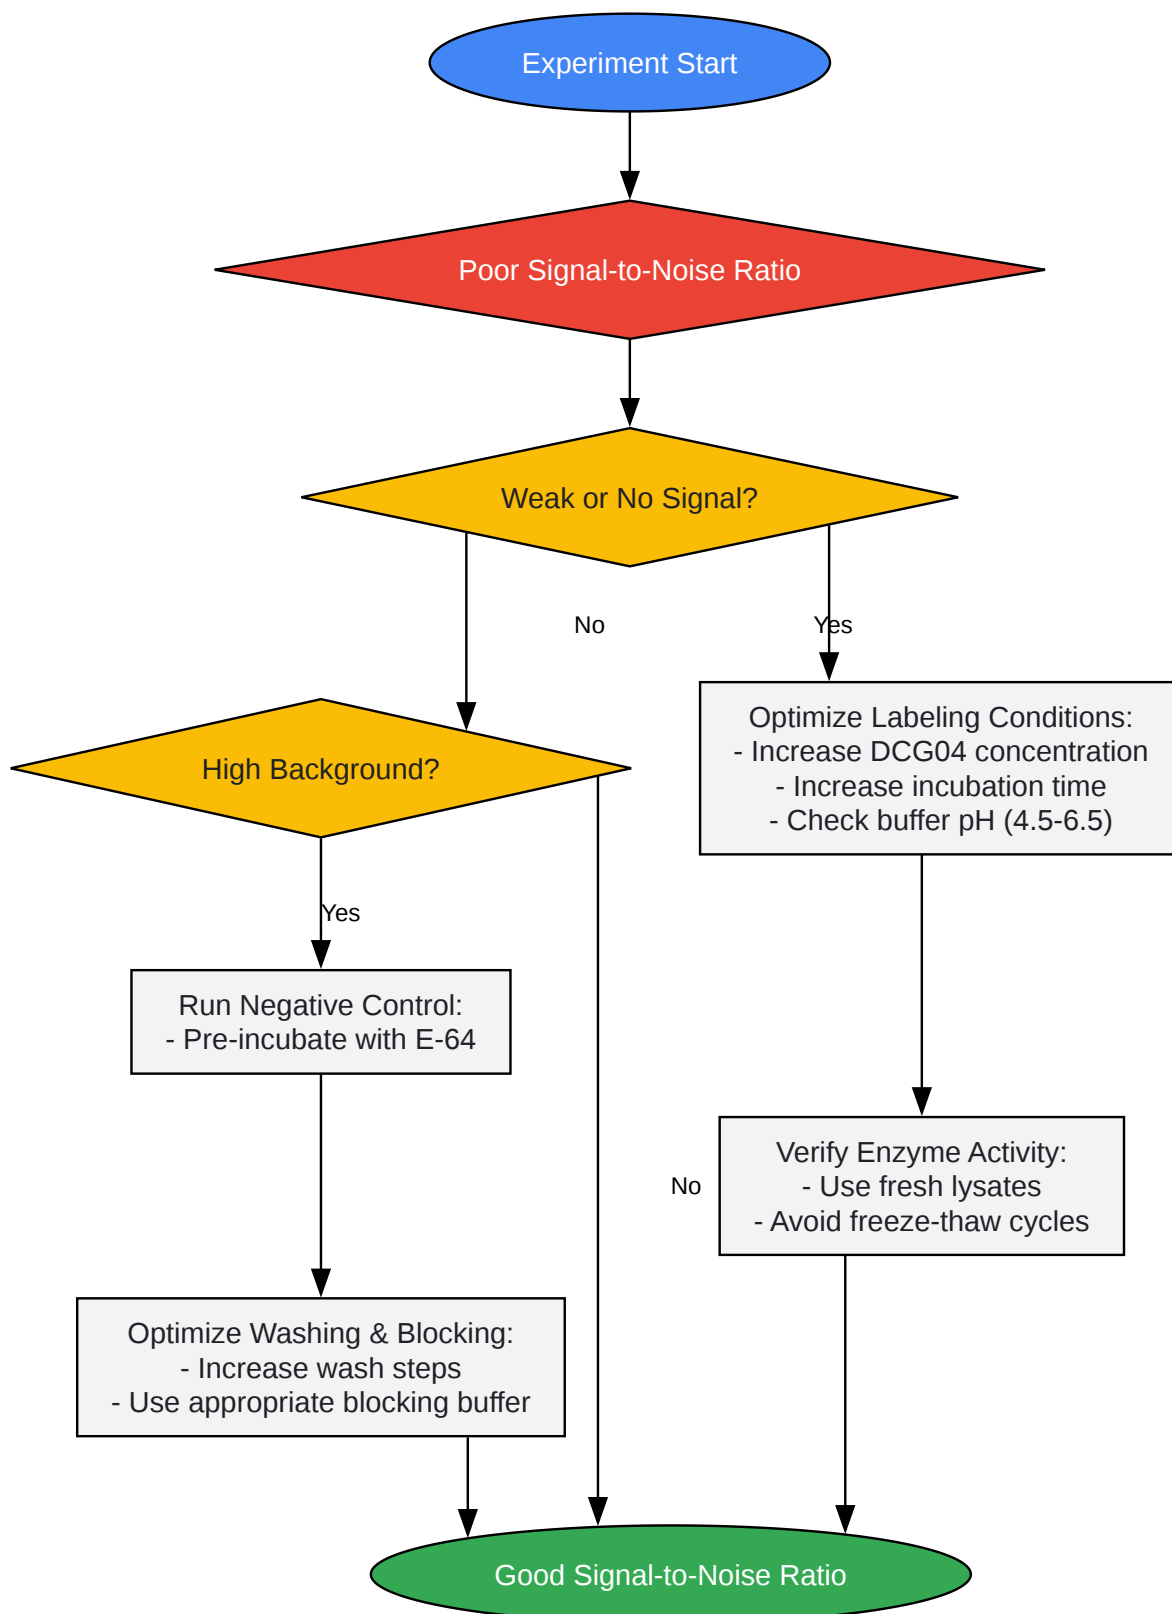 Experiment Start
Poor Signal-to-Noise Ratio
Weak or No Signal?
No
Yes
Optimize Labeling Conditions:
- Increase DCG04 concentration
- Increase incubation time
- Check buffer pH (4.5-6.5)
High Background?
Yes
Run Negative Control:
- Pre-incubate with E-64
No
Verify Enzyme Activity:
- Use fresh lysates
- Avoid freeze-thaw cycles
Optimize Washing & Blocking:
- Increase wash steps
- Use appropriate blocking buffer
Good Signal-to-Noise Ratio